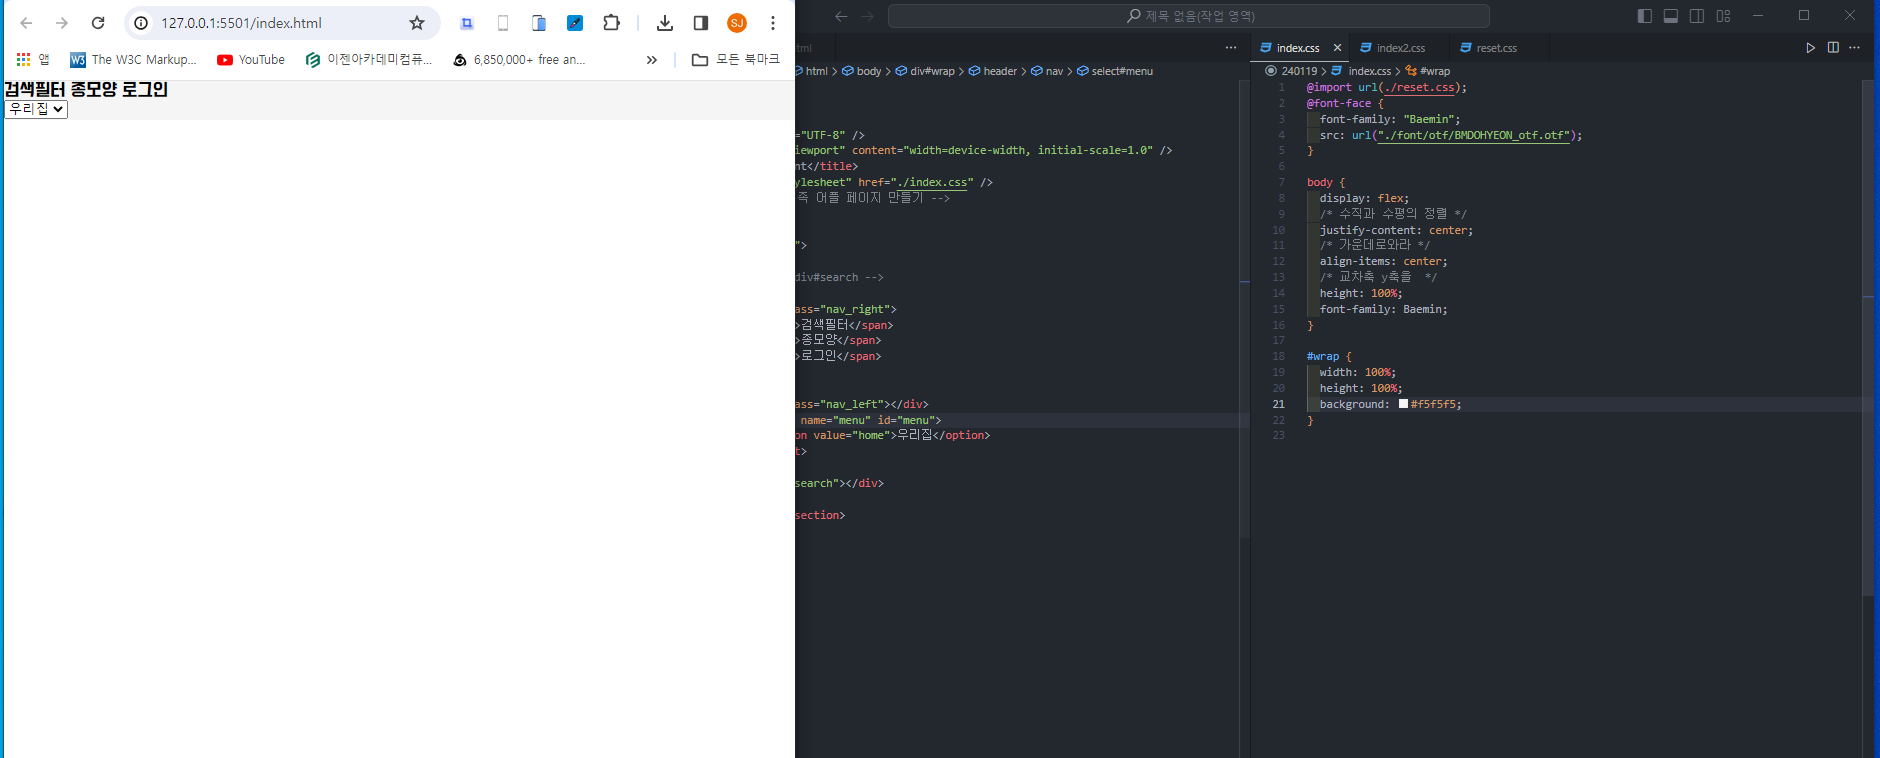 127.0.0.1:5501/index.html
SJ
앱
The W3C Markup...
YouTube
이젠아카데미컴퓨...
6,850,000+ free an...
»
모든 북마크
검색필터 종모양 로그인
우리집
제목 없음(작업 영역)
tml
html > body > div#wrap > header > nav > select#menu
="UTF-8" />
iewport" content="width=device-width, initial-scale=1.0" />
nt</title>
ylesheet" href="./index.css" />
족 어플 페이지 만들기 -->
">
div#search -->
ass="nav_right">
>검색필터</span>
>종모양</span>
>로그인</span>
ass="nav_left"></div>
name="menu" id="menu">
on value="home">우리집</option>
t>
search"></div>
section>
index.css
index2.css
reset.css
240119 > index.css > #wrap
1 @import url(./reset.css);
2 @font-face {
3 font-family: "Baemin";
4 src: url("./font/otf/BMDOHYEON_otf.otf");
5 }
6
7 body {
8 display: flex;
9 /* 수직과 수평의 정렬 */
10 justify-content: center;
11 /* 가운데로와라 */
12 align-items: center;
13 /* 교차축 y축을  */
14 height: 100%;
15 font-family: Baemin;
16 }
17
18 #wrap {
19 width: 100%;
20 height: 100%;
21 background: #f5f5f5;
22 }
23